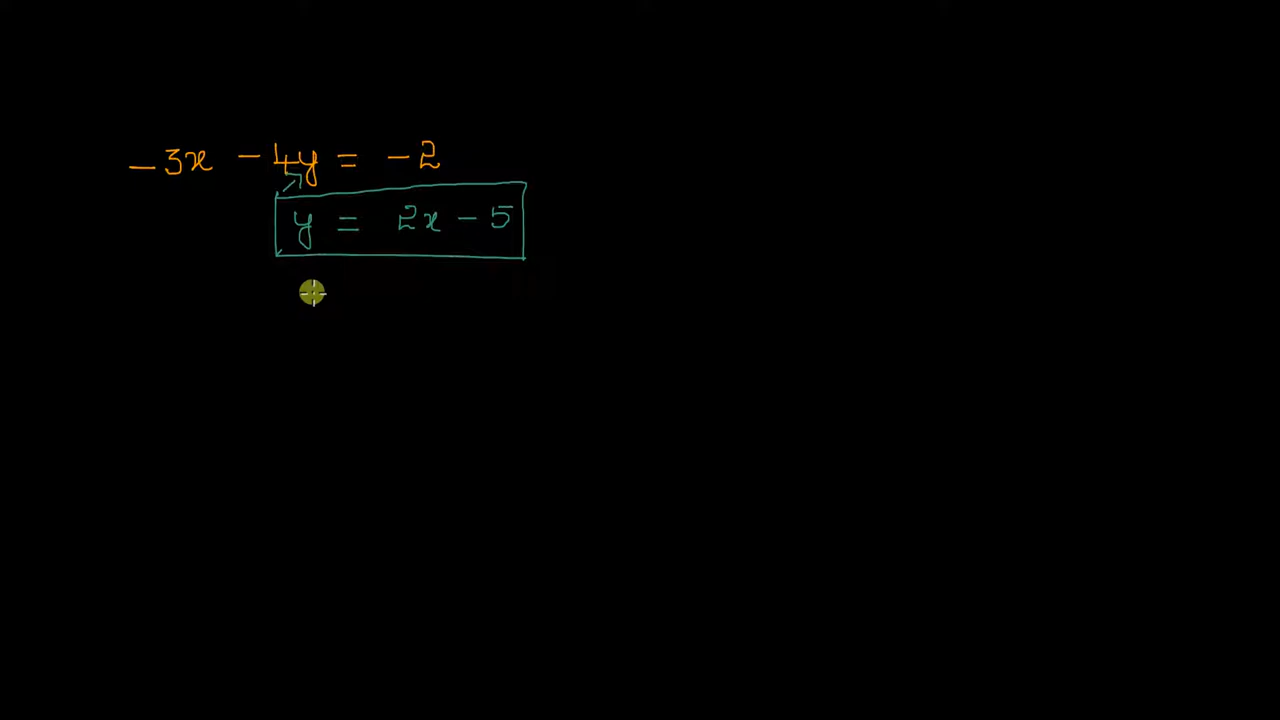 -3x - 4y = -2
y = 2x - 5